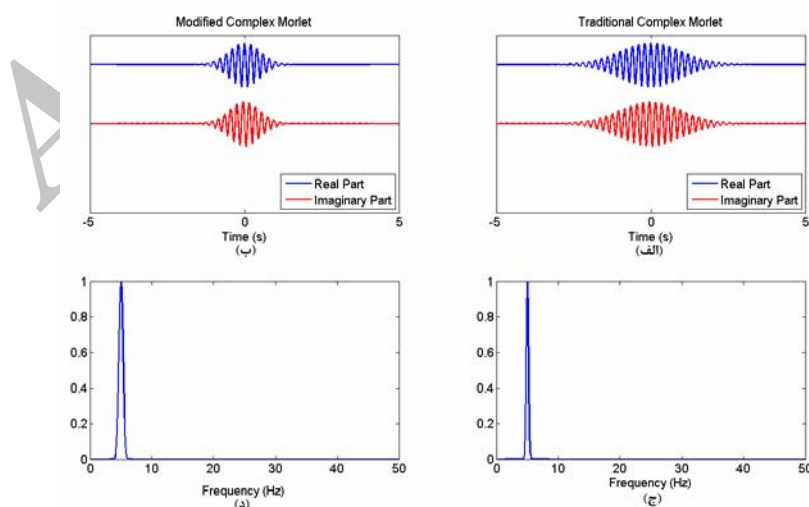 Modified Complex Morlet
Traditional Complex Morlet
A
Real Part
Imaginary Part
Real Part
Imaginary Part
-5 0 5
-5 0 5
Time (s)
Time (s)
(ب)
(الف)
1
0.8
0.6
0.4
0.2
0
1
0.8
0.6
0.4
0.2
0
0 10 20 30 40 50
0 10 20 30 40 50
Frequency (Hz)
Frequency (Hz)
(د)
(ج)